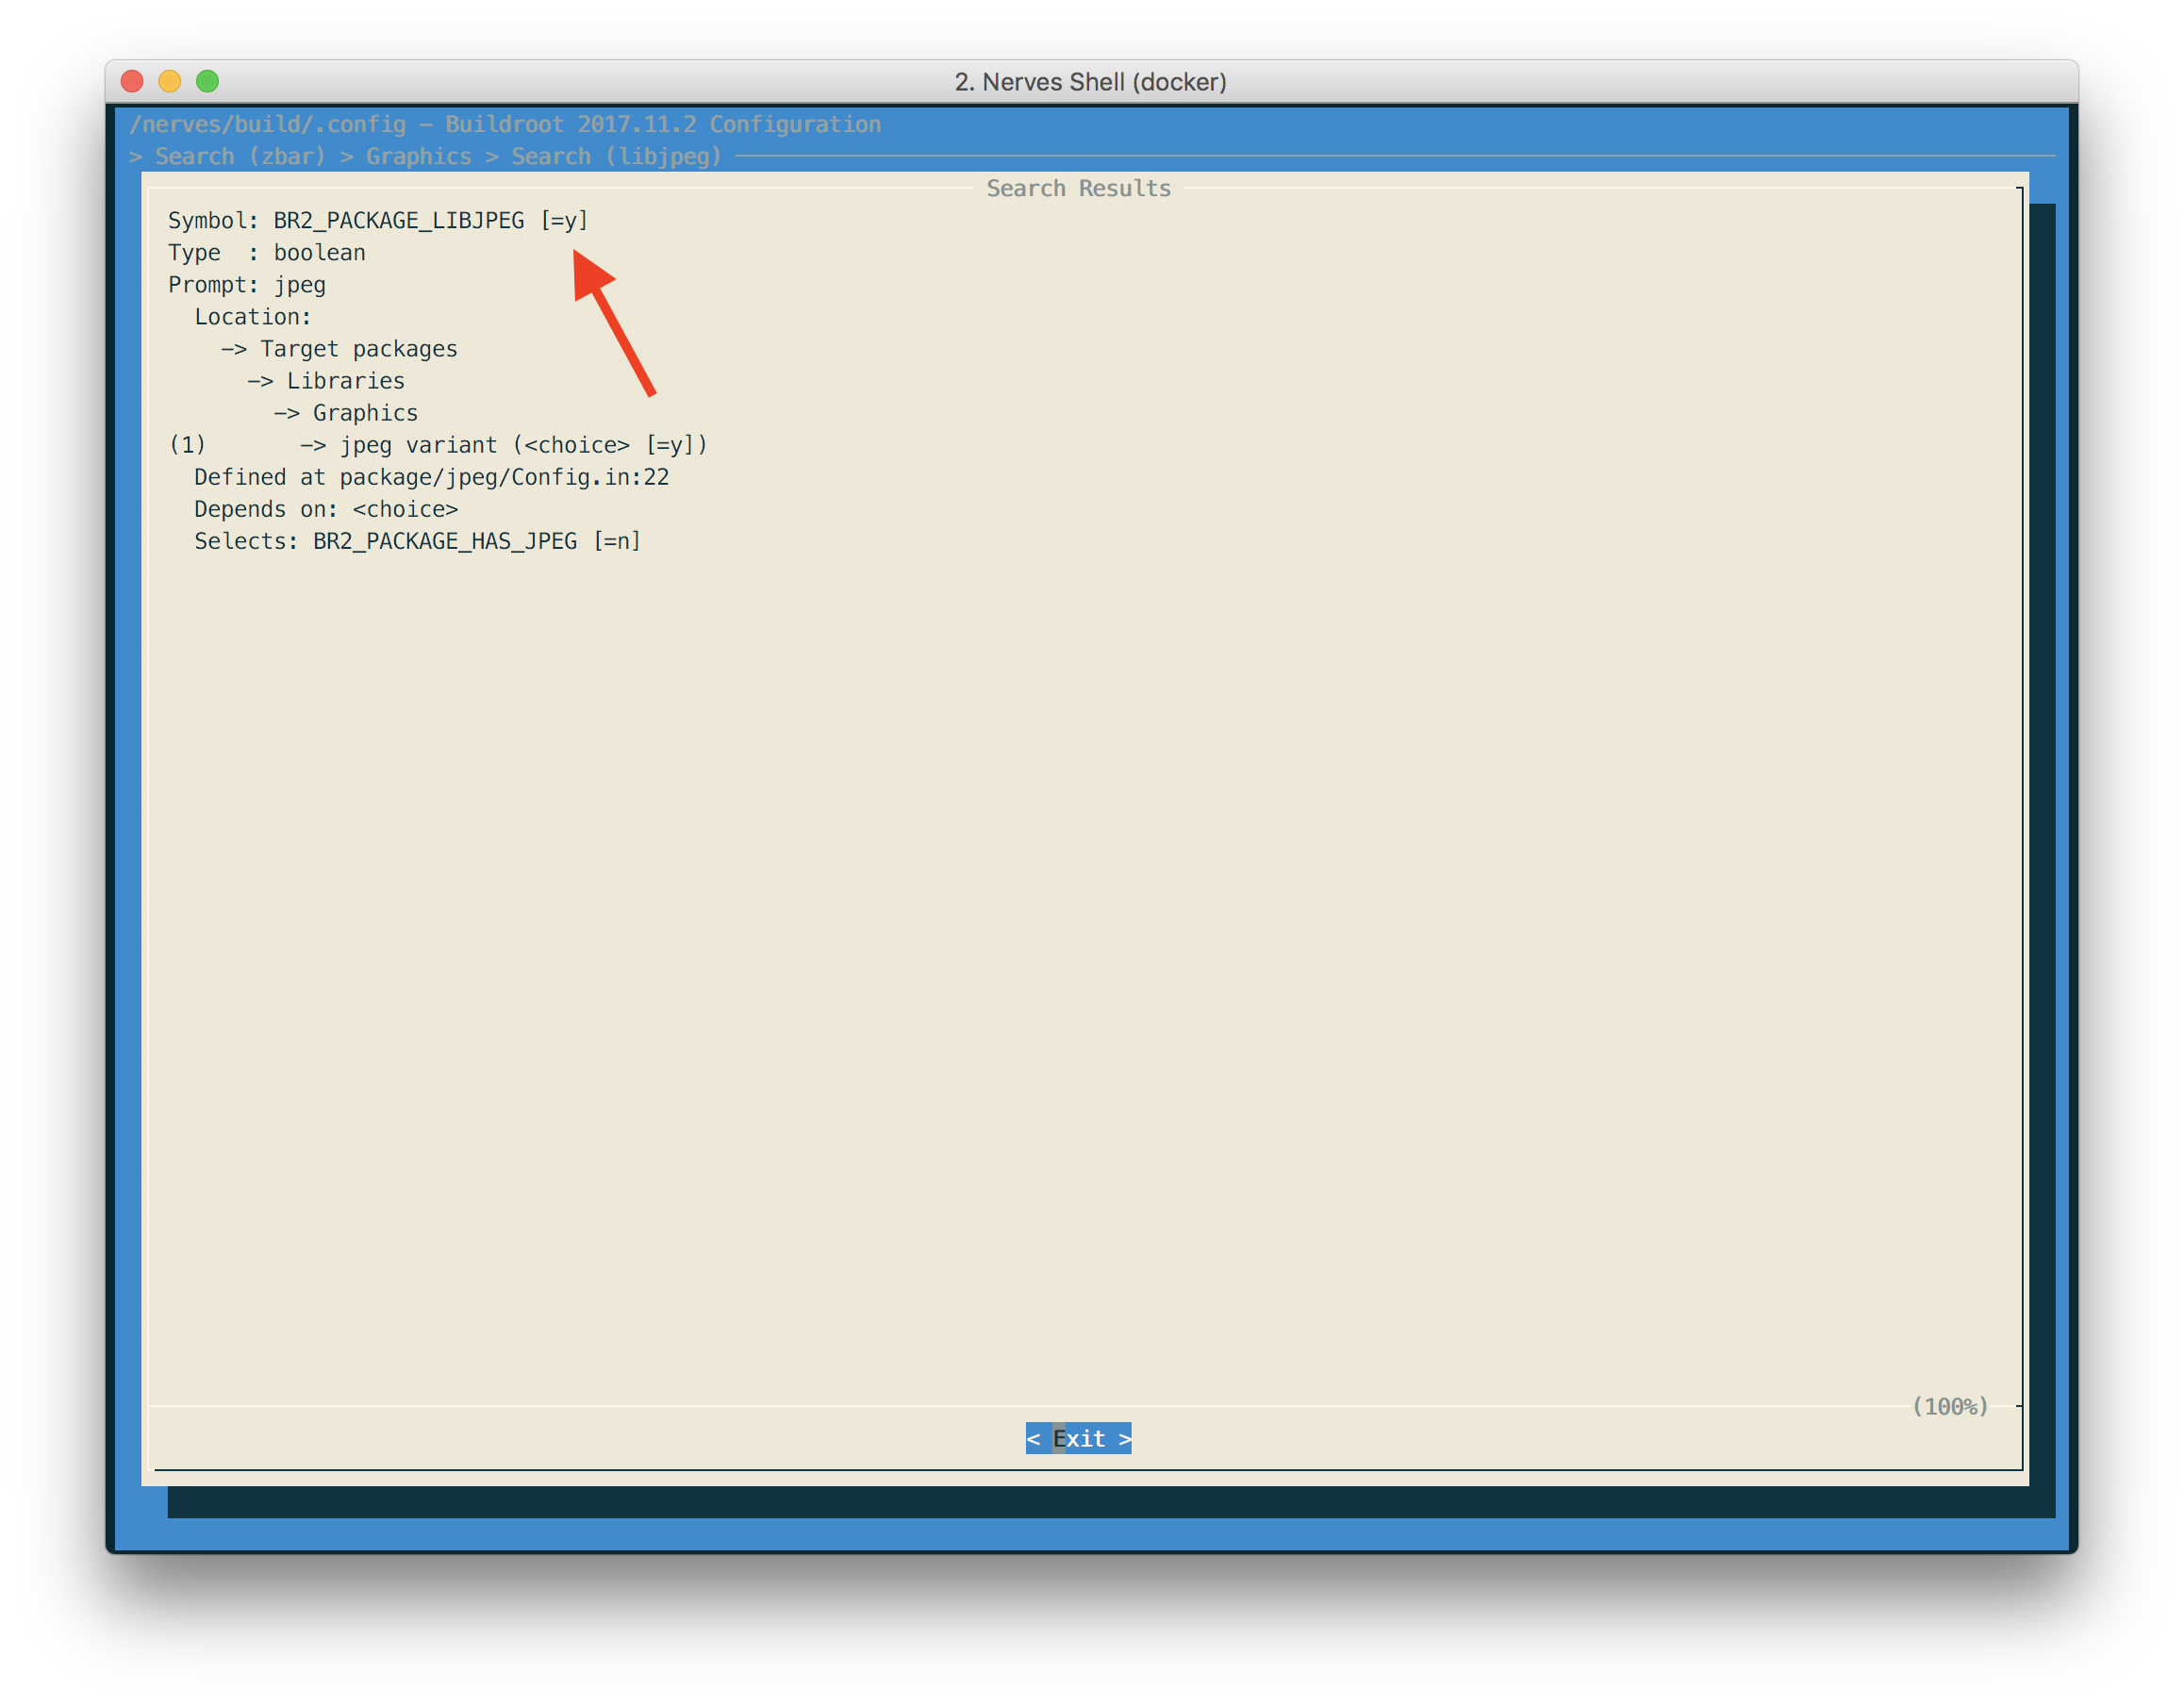 2. Nerves Shell (docker)
/nerves/build/.config – Buildroot 2017.11.2 Configuration
> Search (zbar) > Graphics > Search (libjpeg)
Search Results
Symbol: BR2_PACKAGE_LIBJPEG [=y]
Type  : boolean
Prompt: jpeg
  Location:
    –> Target packages
      –> Libraries
        –> Graphics
(1)       –> jpeg variant (<choice> [=y])
  Defined at package/jpeg/Config.in:22
  Depends on: <choice>
  Selects: BR2_PACKAGE_HAS_JPEG [=n]
(100%)
< Exit >